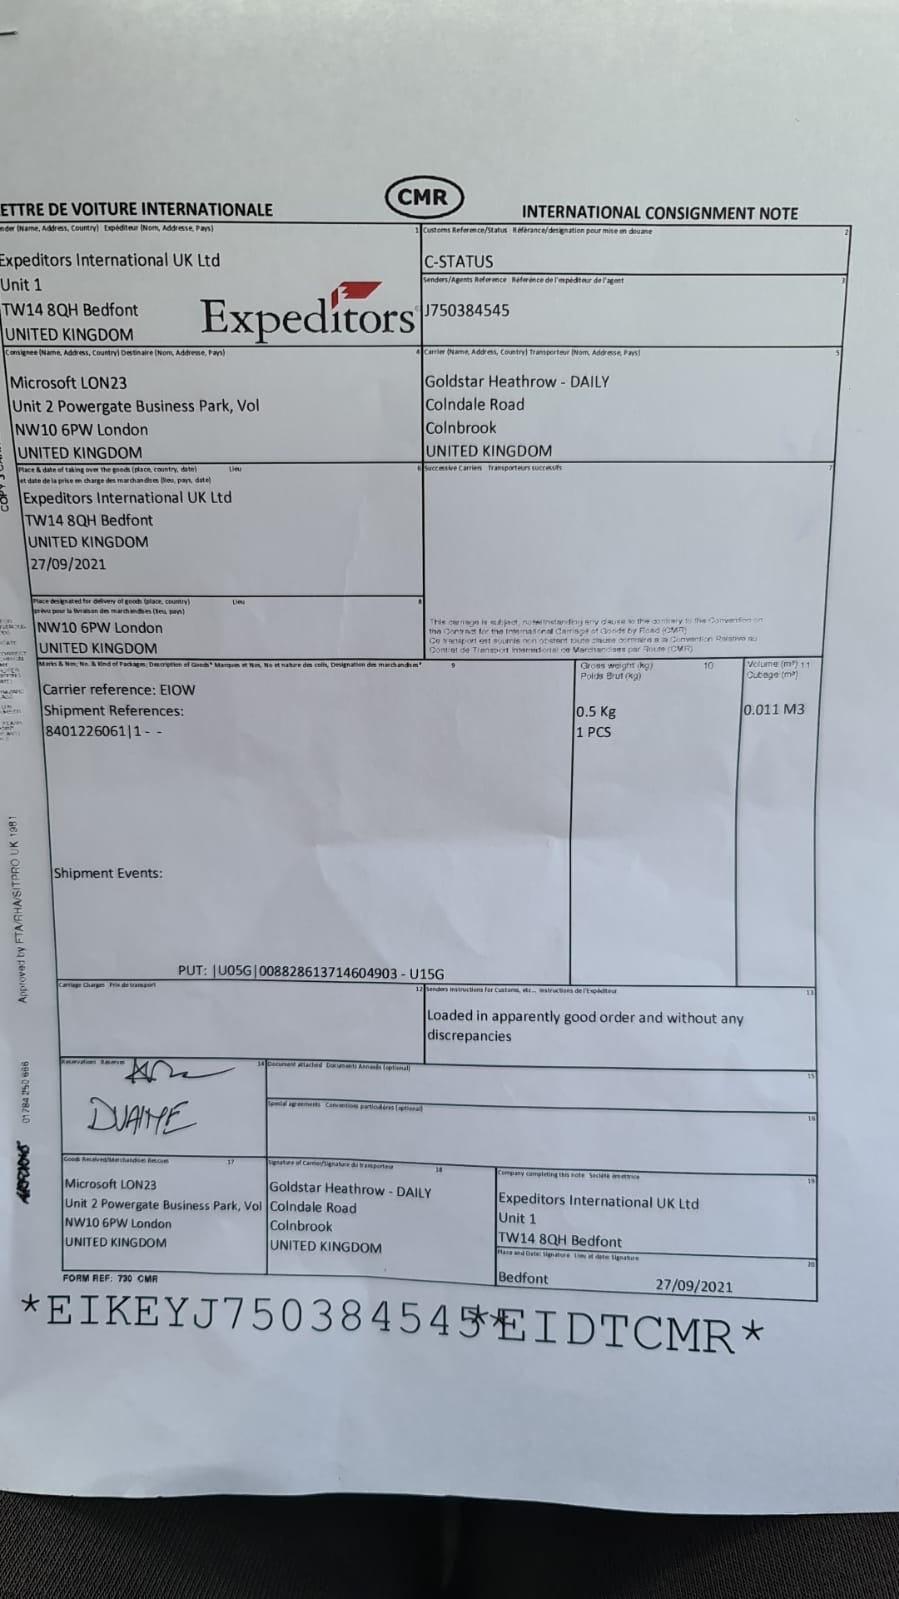 CMR
ETTRE DE VOITURE INTERNATIONALE
INTERNATIONAL CONSIGNMENT NOTE
nder (Name, Address, Country) Expéditeur (Nom, Addresse, Pays) 1
Expeditors International UK Ltd
Unit 1
TW14 8QH Bedfont
UNITED KINGDOM
Expeditors
Customs Reference/Status Référance/designation pour mise en douane 2
C-STATUS
Senders/Agents Reference Référence de l'expéditeur de l'agent 3
J750384545
Consignee (Name, Address, Country) Destinaire (Nom, Addresse, Pays) 4
Microsoft LON23
Unit 2 Powergate Business Park, Vol
NW10 6PW London
UNITED KINGDOM
Carrier (Name, Address, Country) Transporteur (Nom, Addresse, Pays) 5
Goldstar Heathrow - DAILY
Colndale Road
Colnbrook
UNITED KINGDOM
Place & date of taking over the goods (place, country, date) Lieu 6
et date de la prise en charge des marchandises (lieu, pays, date)
Expeditors International UK Ltd
TW14 8QH Bedfont
UNITED KINGDOM
27/09/2021
Successive Carriers Transporteurs successifs 7
Place designated for delivery of goods (place, country) Lieu 8
prévu pour la livraison des marchandises (lieu, pays)
NW10 6PW London
UNITED KINGDOM
This carriage is subject, notwithstanding any clause to the contrary to the Convention on
the Contract for the International Carriage of Goods by Road (CMR)
Ce transport est soumis non obstant toute clause contraire a la Convention Relative au
Contrat de Transport International de Marchandises par Route (CMR)
Marks & Nos; No. & Kind of Packages; Description of Goods* Marques et Nos, No et nature des colis, Designation des marchandises* 9
Gross weight (kg) 10
Poids Brut (kg)
Volume (m³) 11
Cubage (m³)
Carrier reference: EIOW
Shipment References:
8401226061|1 - -
0.5 Kg
1 PCS
0.011 M3
Shipment Events:
PUT: |U05G|008828613714604903 - U15G
Approved by FTA/RHA/SITPRO UK 1981
01784 250 686
Carriage Charges Prix de transport 12
Senders Instructions for Customs, etc... Instructions de l'Expéditeur 13
Loaded in apparently good order and without any
discrepancies
Reservations Reserves 14
DUAINE
Document attached Documents Annexés (optional) 15
Special agreements Conventions particulières (optional) 16
Goods Received/Marchandises Recues 17
Microsoft LON23
Unit 2 Powergate Business Park, Vol
NW10 6PW London
UNITED KINGDOM
Signature of Carrier/Signature du transporteur 18
Goldstar Heathrow - DAILY
Colndale Road
Colnbrook
UNITED KINGDOM
Company completing this note Société émettrice 19
Expeditors International UK Ltd
Unit 1
TW14 8QH Bedfont
Place and Date; Signature Lieu et date; Signature 20
Bedfont 27/09/2021
FORM REF: 730 CMR
*EIKEYJ750384545*
*EIDTCMR*